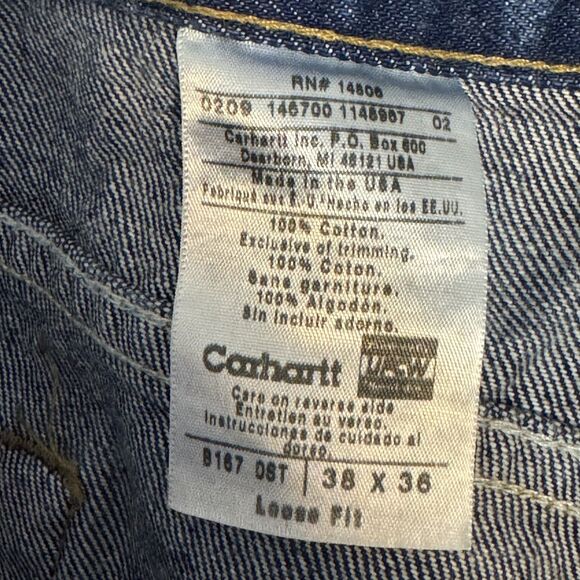 RN# 14806
0209 146700 1148987 02
Carhartt Inc. P.O. Box 600
Dearborn, MI 48121 USA
Made in the USA
Fabriqué aux E.U./Hecho en los EE.UU.
100% Cotton.
Exclusive of trimming.
100% Coton.
Sans garniture.
100% Algodón.
Sin incluir adorno.
Carhartt UFCW
Care on reverse side
Entretien au verso.
Instrucciones de cuidado al
dorso.
B167 DST 38 X 36
Loose Fit